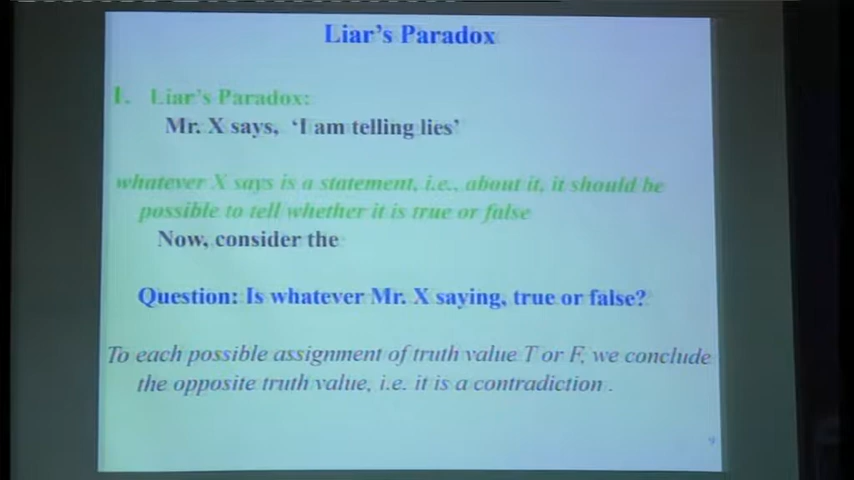 Liar's Paradox
1. Liar's Paradox:
Mr. X says, 'I am telling lies'
whatever X says is a statement, i.e., about it, it should be
possible to tell whether it is true or false
Now, consider the
Question: Is whatever Mr. X saying, true or false?
To each possible assignment of truth value T or F, we conclude
the opposite truth value, i.e. it is a contradiction .
9